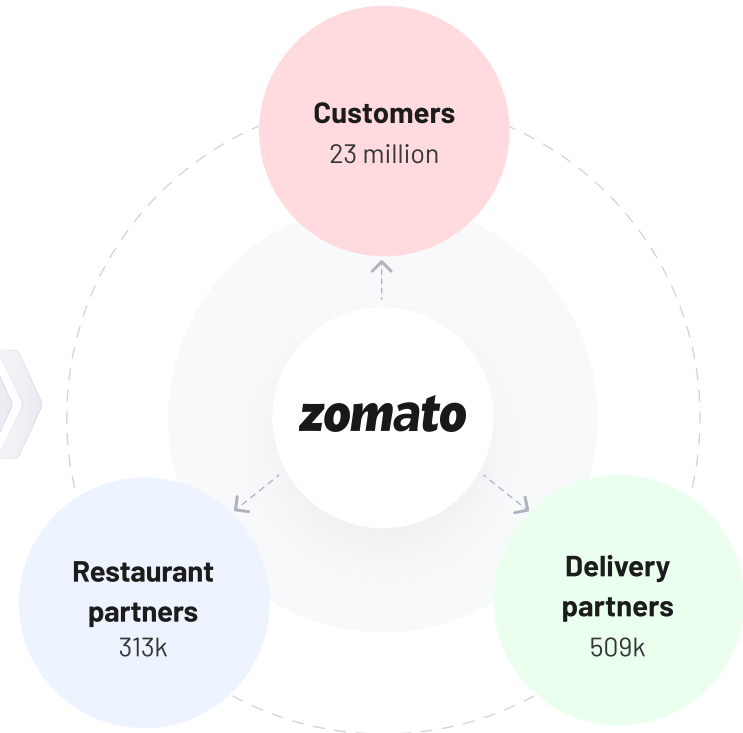 Customers
23 million
zomato
Restaurant
partners
313k
Delivery
partners
509k